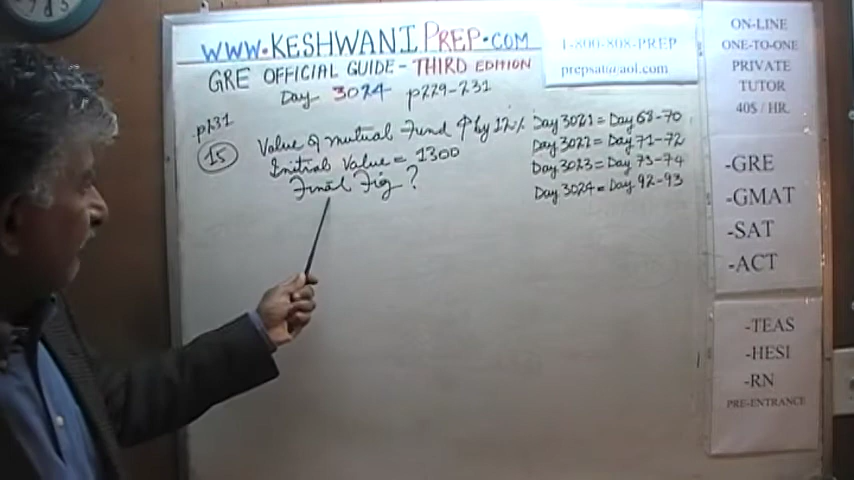 WWW.KESHWANIPREP.COM
GRE OFFICIAL GUIDE - THIRD EDITION
Day 3024 p229-231
1-800-808-PREP
prepsat@aol.com
p231
15 Value of mutual Fund ↑ by 12%
Initial Value = 1300
Final Fig ?
Day 3021 = Day 68-70
Day 3022 = Day 71-72
Day 3023 = Day 73-74
Day 3024 = Day 92-93
ON-LINE
ONE-TO-ONE
PRIVATE
TUTOR
40$ / HR.
-GRE
-GMAT
-SAT
-ACT
-TEAS
-HESI
-RN
PRE-ENTRANCE